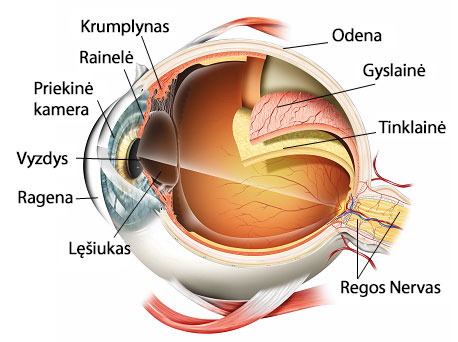 Krumplynas
Rainelė
Priekinė
kamera
Vyzdys
Ragena
Lęšiukas
Odena
Gyslainė
Tinklainė
Regos Nervas